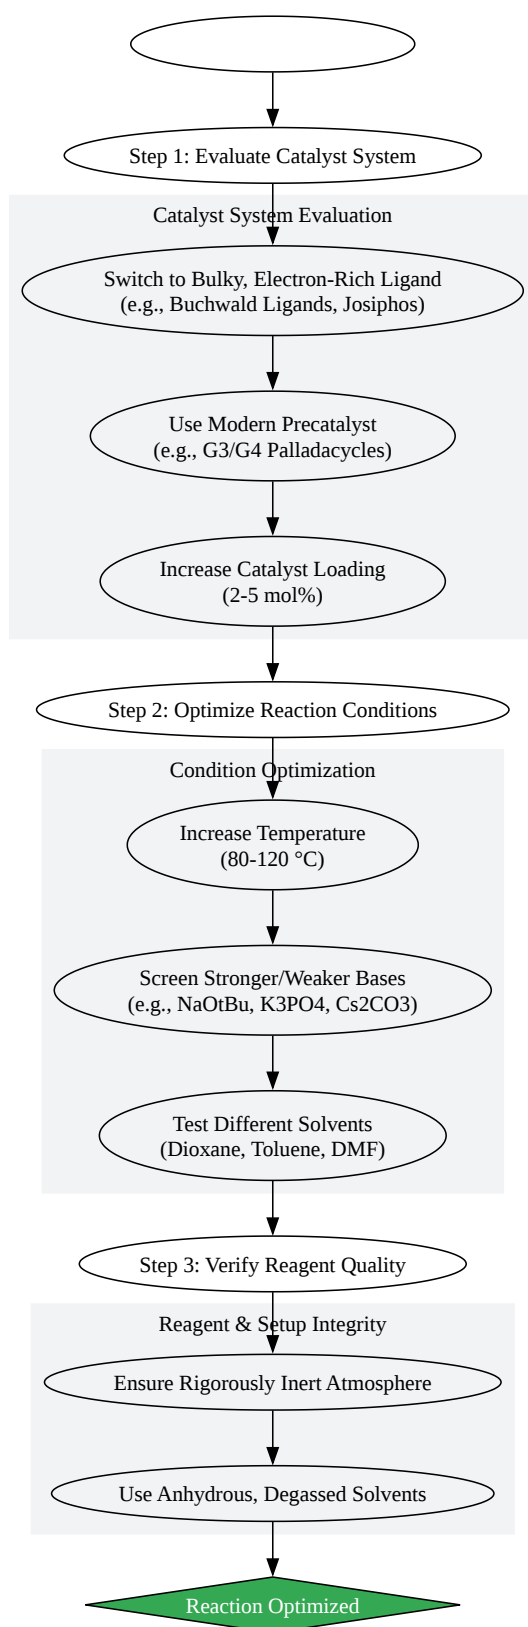 Step 1: Evaluate Catalyst System
Catalyst System Evaluation
Switch to Bulky, Electron-Rich Ligand
(e.g., Buchwald Ligands, Josiphos)
Use Modern Precatalyst
(e.g., G3/G4 Palladacycles)
Increase Catalyst Loading
(2-5 mol%)
Step 2: Optimize Reaction Conditions
Condition Optimization
Increase Temperature
(80-120 °C)
Screen Stronger/Weaker Bases
(e.g., NaOtBu, K3PO4, Cs2CO3)
Test Different Solvents
(Dioxane, Toluene, DMF)
Step 3: Verify Reagent Quality
Reagent & Setup Integrity
Ensure Rigorously Inert Atmosphere
Use Anhydrous, Degassed Solvents
Reaction Optimized